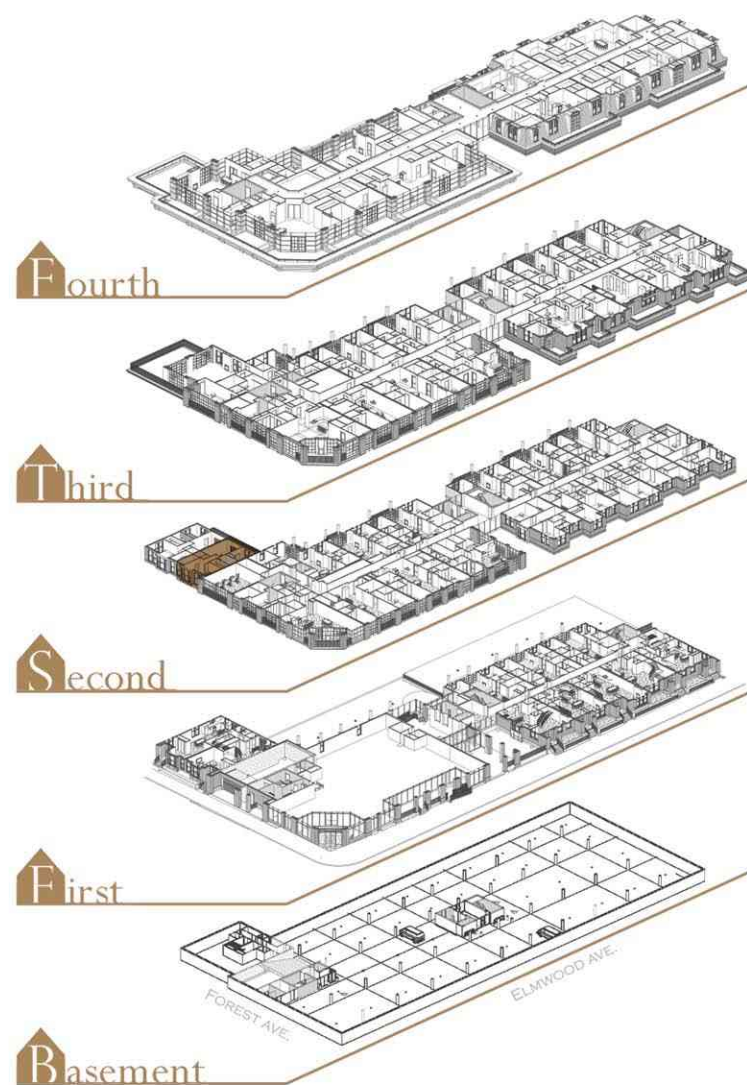 Fourth
Third
Second
First
FOREST AVE.
ELMWOOD AVE.
Basement